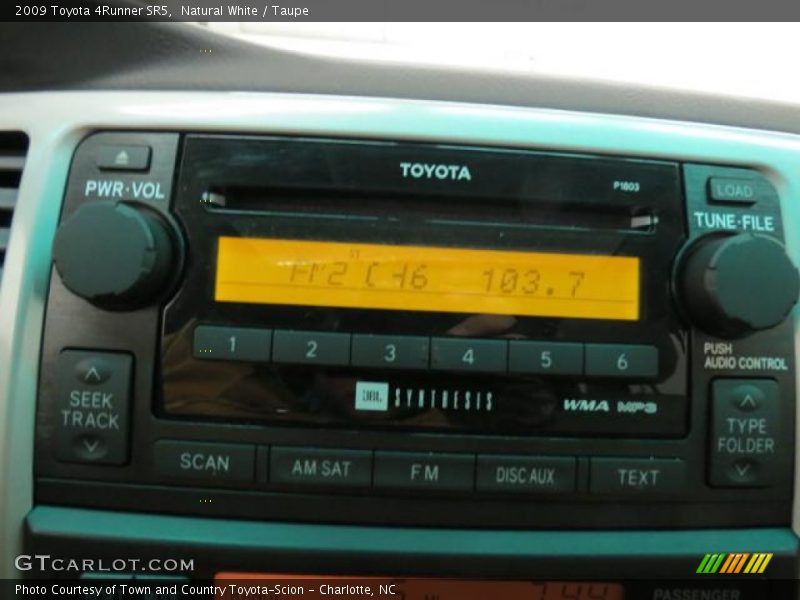 2009 Toyota 4Runner SR5,  Natural White / Taupe
TOYOTA
P1803
PWR·VOL
LOAD
TUNE·FILE
FM2 CH6 103.7
1 2 3 4 5 6
PUSH
AUDIO CONTROL
SEEK
TRACK
JBL SYNTHESIS
WMA MP3
TYPE
FOLDER
SCAN
AM SAT
FM
DISC AUX
TEXT
GTCARLOT.COM
Photo Courtesy of Town and Country Toyota-Scion - Charlotte, NC
PASSENGER